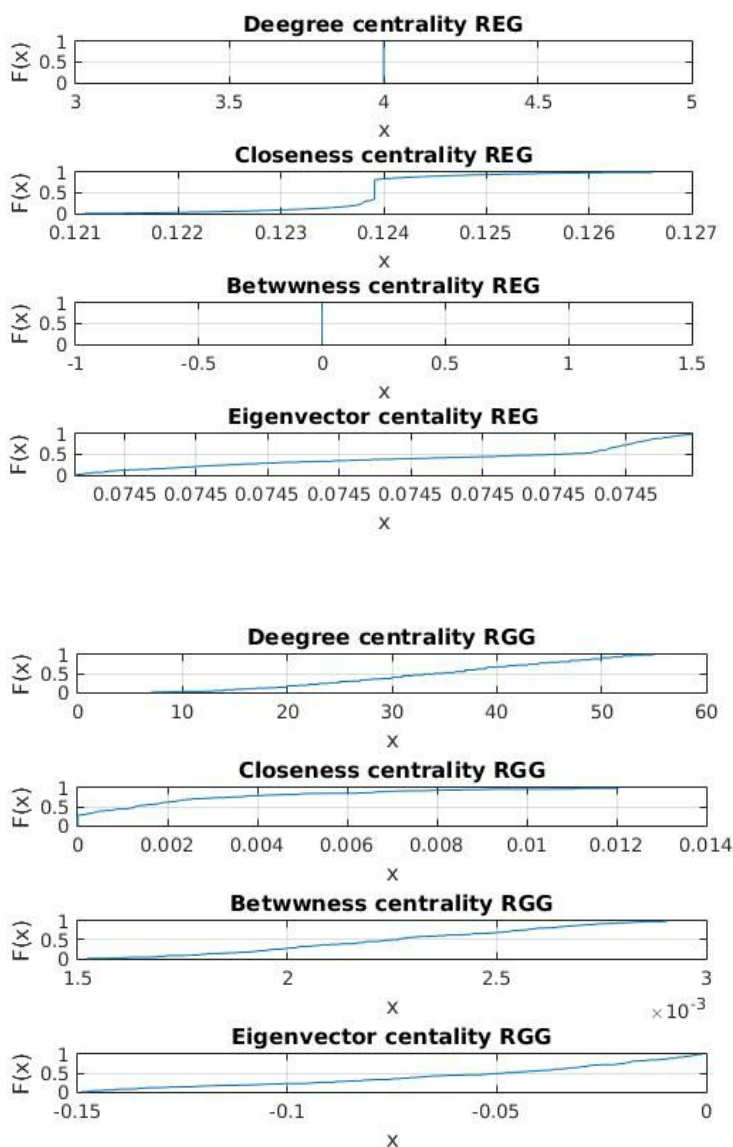 Deegree centrality REG
F(x)
1
0.5
0
3 3.5 4 4.5 5
x
Closeness centrality REG
F(x)
1
0.5
0
0.121 0.122 0.123 0.124 0.125 0.126 0.127
x
Betwwness centrality REG
F(x)
1
0.5
0
-1 -0.5 0 0.5 1 1.5
x
Eigenvector centality REG
F(x)
1
0.5
0
0.0745 0.0745 0.0745 0.0745 0.0745 0.0745 0.0745 0.0745
x
Deegree centrality RGG
F(x)
1
0.5
0
0 10 20 30 40 50 60
x
Closeness centrality RGG
F(x)
1
0.5
0
0 0.002 0.004 0.006 0.008 0.01 0.012 0.014
x
Betwwness centrality RGG
F(x)
1
0.5
0
1.5 2 2.5 3
x
×10-3
Eigenvector centality RGG
F(x)
1
0.5
0
-0.15 -0.1 -0.05 0
x